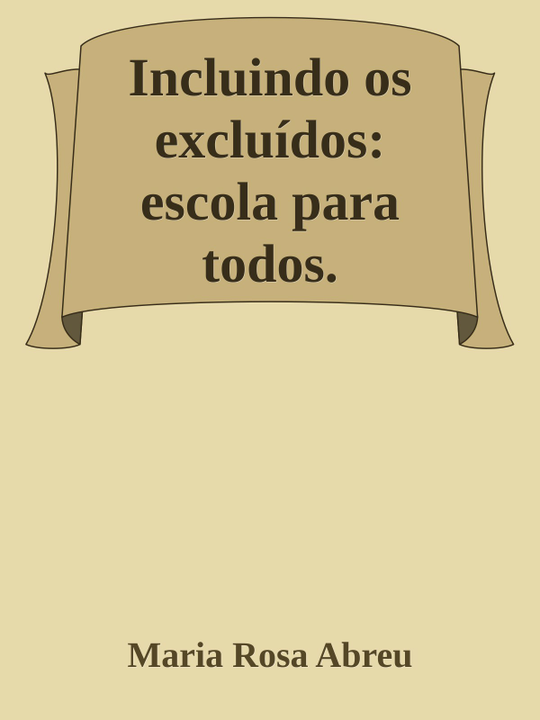 Incluindo os
excluídos:
escola para
todos.
Maria Rosa Abreu